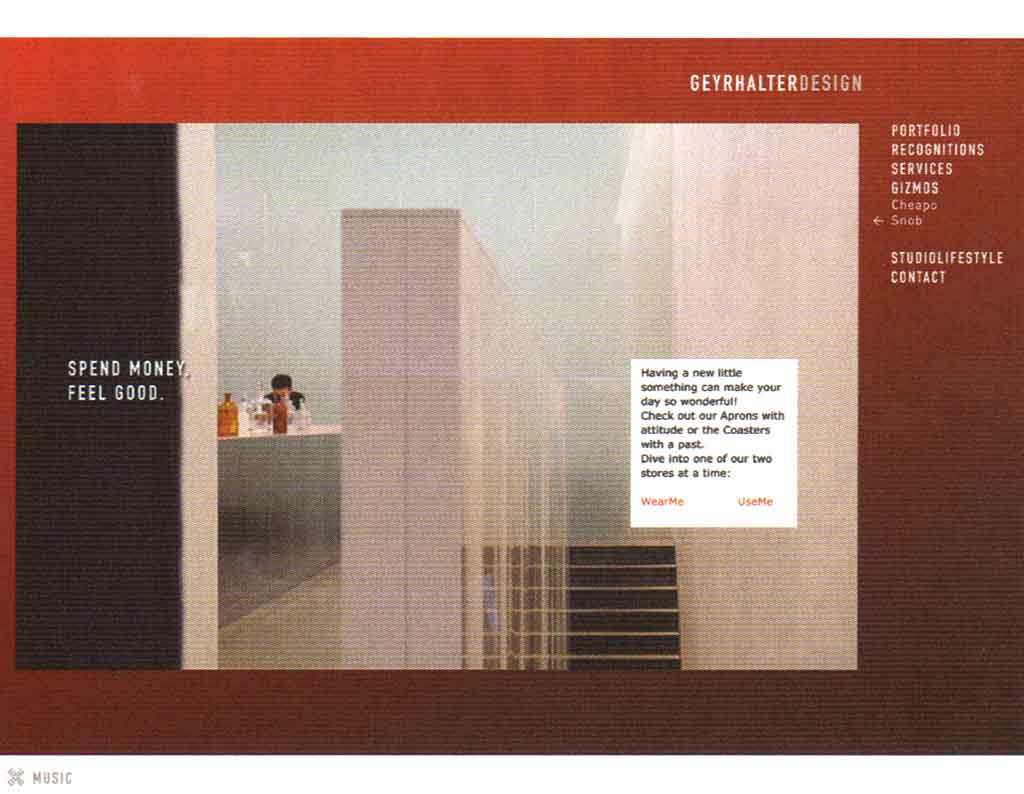 GEYRHALTERDESIGN
PORTFOLIO
RECOGNITIONS
SERVICES
GIZMOS
Cheapo
← Snob
STUDIOLIFESTYLE
CONTACT
SPEND MONEY,
FEEL GOOD.
Having a new little
something can make your
day so wonderful!
Check out our Aprons with
attitude or the Coasters
with a past.
Dive into one of our two
stores at a time:
WearMe UseMe
MUSIC